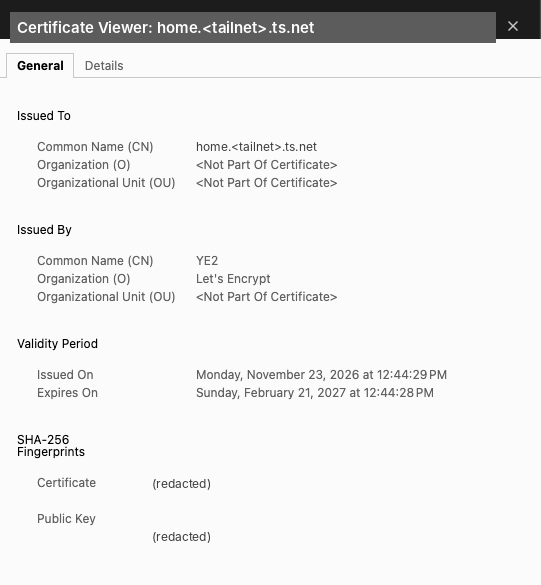 Certificate Viewer: home.<tailnet>.ts.net
General Details
Issued To
Common Name (CN) home.<tailnet>.ts.net
Organization (O) <Not Part Of Certificate>
Organizational Unit (OU) <Not Part Of Certificate>
Issued By
Common Name (CN) YE2
Organization (O) Let's Encrypt
Organizational Unit (OU) <Not Part Of Certificate>
Validity Period
Issued On Monday, November 23, 2026 at 12:44:29 PM
Expires On Sunday, February 21, 2027 at 12:44:28 PM
SHA-256
Fingerprints
Certificate (redacted)
Public Key
(redacted)